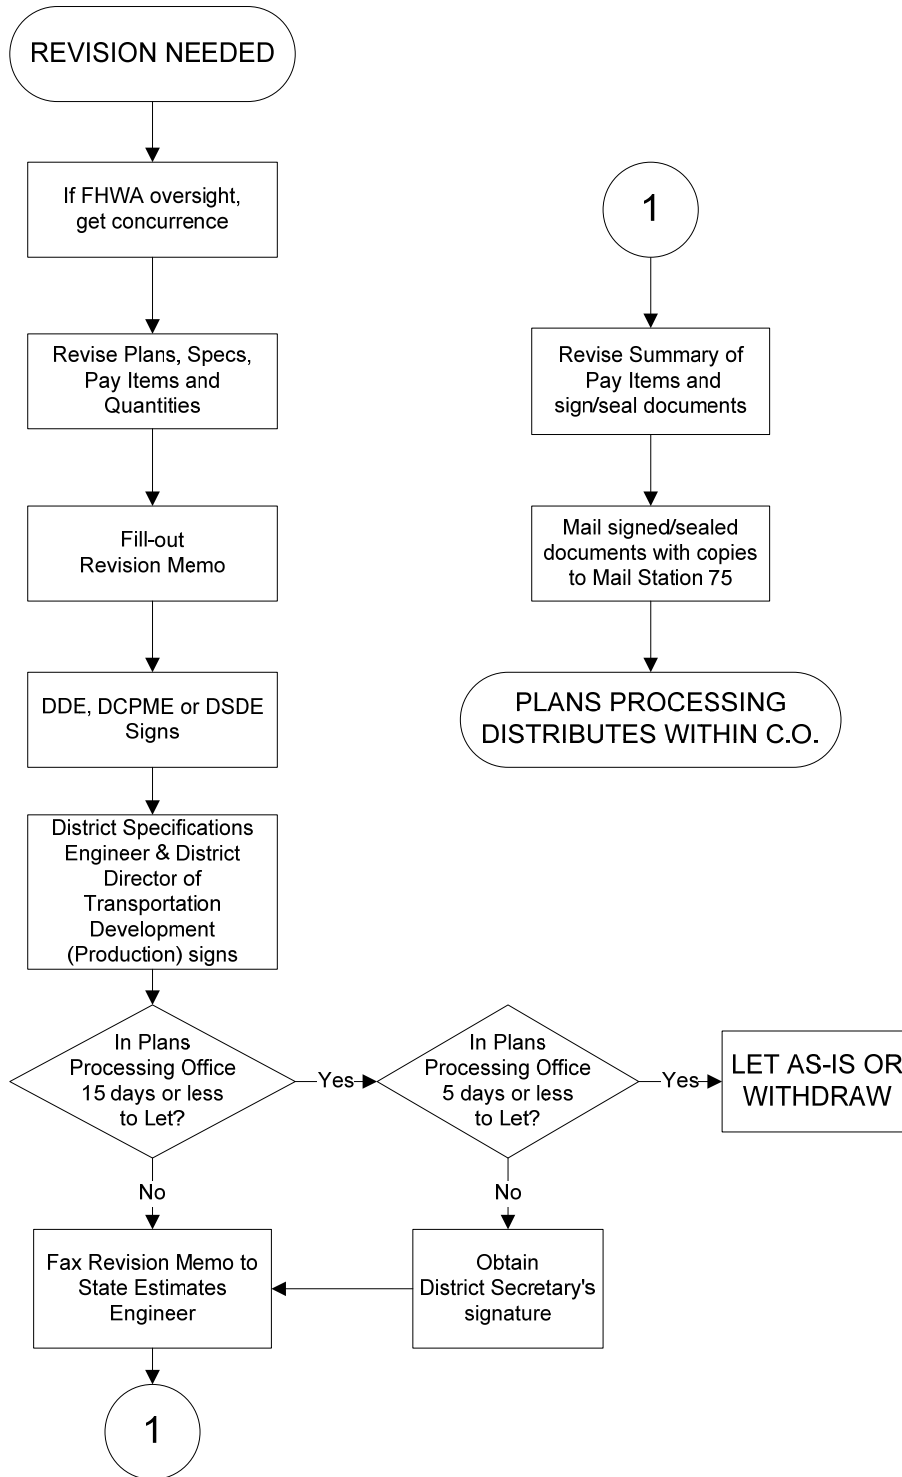 REVISION NEEDED
If FHWA oversight,
get concurrence
Revise Plans, Specs,
Pay Items and
Quantities
Fill-out
Revision Memo
DDE, DCPME or DSDE
Signs
District Specifications
Engineer & District
Director of
Transportation
Development
(Production) signs
In Plans
Processing Office
15 days or less
to Let?
Yes
In Plans
Processing Office
5 days or less
to Let?
Yes
LET AS-IS OR
WITHDRAW
No
No
Fax Revision Memo to
State Estimates
Engineer
Obtain
District Secretary's
signature
1
1
Revise Summary of
Pay Items and
sign/seal documents
Mail signed/sealed
documents with copies
to Mail Station 75
PLANS PROCESSING
DISTRIBUTES WITHIN C.O.